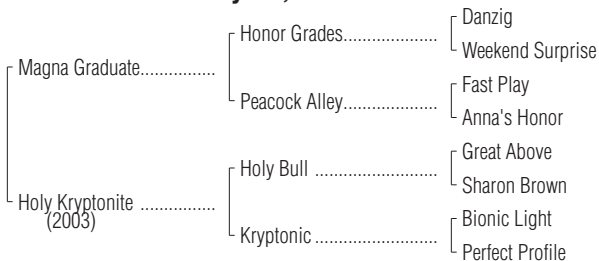 Danzig
Honor Grades....................
Weekend Surprise
Magna Graduate................
Fast Play
Peacock Alley....................
Anna's Honor
Great Above
Holy Bull ..........................
Sharon Brown
Holy Kryptonite ................
(2003)
Bionic Light
Kryptonic ..........................
Perfect Profile